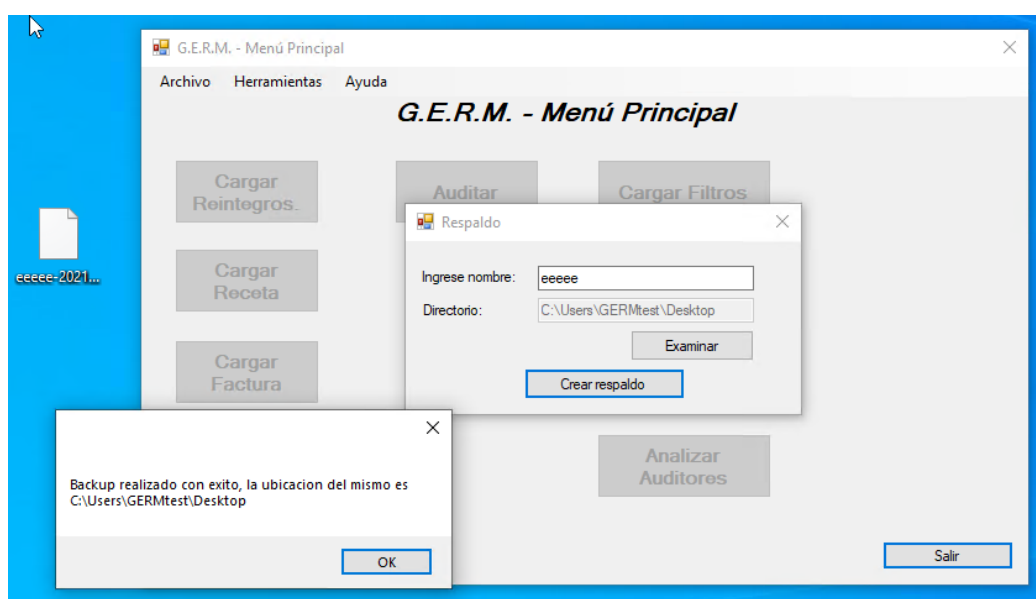 G.E.R.M. - Menú Principal
Archivo Herramientas Ayuda
G.E.R.M. - Menú Principal
Cargar
Reintegros.
Auditar
Cargar Filtros
Respaldo
eeeee-2021...
Cargar
Receta
Ingrese nombre:
eeeee
Directorio:
C:\Users\GERMtest\Desktop
Examinar
Crear respaldo
Cargar
Factura
Analizar
Auditores
Backup realizado con exito, la ubicacion del mismo es
C:\Users\GERMtest\Desktop
OK
Salir